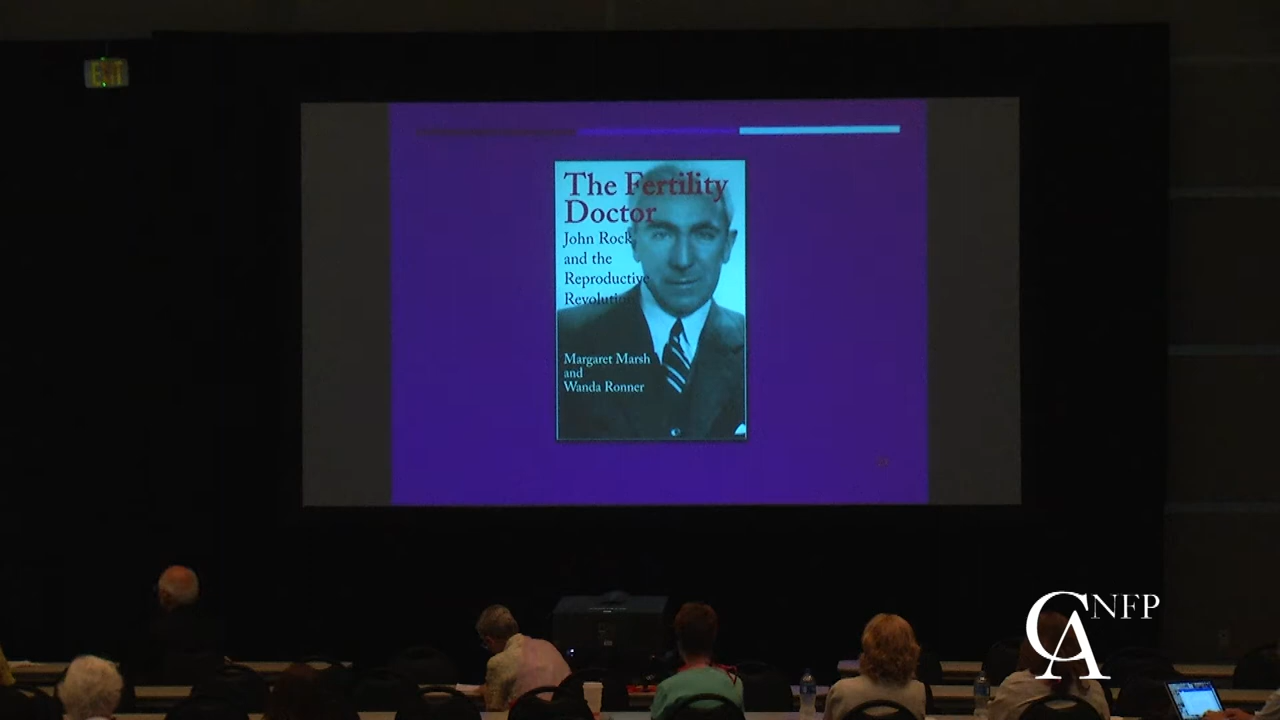 EXIT
The Fertility
Doctor
John Rock
and the
Reproductive
Revolution
Margaret Marsh
and
Wanda Ronner
CA NFP